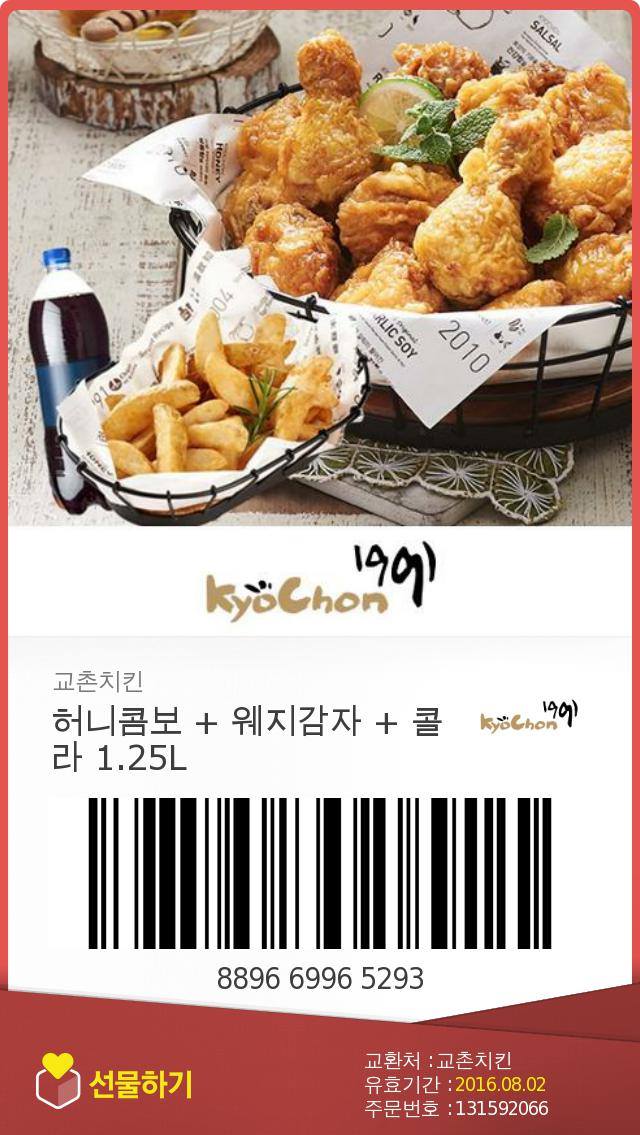 SALSAL
HONEY
GARLIC SOY
2010
Kyochon
1991
교촌치킨
허니콤보 + 웨지감자 + 콜
라 1.25L
Kyochon
1991
8896 6996 5293
선물하기
교환처 :교촌치킨
유효기간 :2016.08.02
주문번호 :131592066